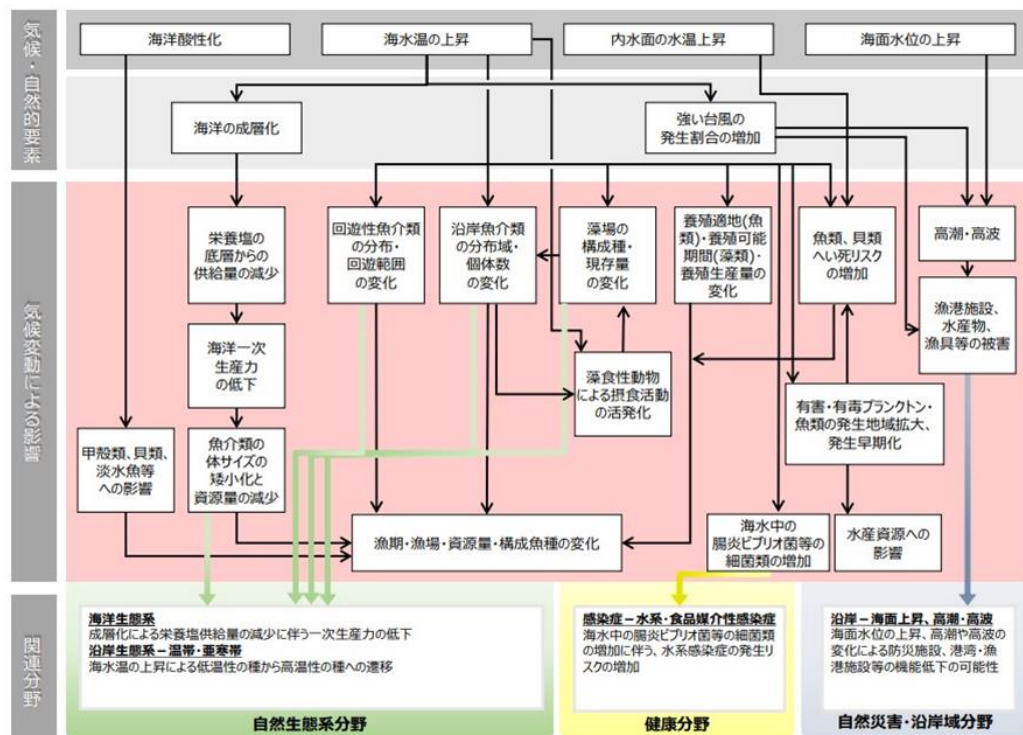 気候・自然的要素
海洋酸性化
海水温の上昇
内水面の水温上昇
海面水位の上昇
海洋の成層化
強い台風の
発生割合の増加
気候変動による影響
栄養塩の
底層からの
供給量の減少
回遊性魚介類
の分布・
回遊範囲
の変化
沿岸魚介類
の分布域・
個体数
の変化
藻場の
構成種・
現存量
の変化
養殖適地(魚
類)・養殖可能
期間(藻類)・
養殖生産量の
変化
魚類、貝類
へい死リスク
の増加
高潮・高波
漁港施設、
水産物、
漁具等の被害
海洋一次
生産力
の低下
藻食性動物
による摂食活動
の活発化
有害・有毒プランクトン・
魚類の発生地域拡大、
発生早期化
甲殻類、貝類、
淡水魚等
への影響
魚介類の
体サイズの
矮小化と
資源量の減少
漁期・漁場・資源量・構成魚種の変化
海水中の
腸炎ビブリオ菌等の
細菌類の増加
水産資源への
影響
関連分野
海洋生態系
成層化による栄養塩供給量の減少に伴う一次生産力の低下
沿岸生態系－温帯・亜寒帯
海水温の上昇による低温性の種から高温性の種への遷移
自然生態系分野
感染症－水系・食品媒介性感染症
海水中の腸炎ビブリオ菌等の細菌類
の増加に伴う、水系感染症の発生リ
スクの増加
健康分野
沿岸－海面上昇、高潮・高波
海面水位の上昇、高潮や高波の
変化による防災施設、港湾・漁
港施設等の機能低下の可能性
自然災害・沿岸域分野